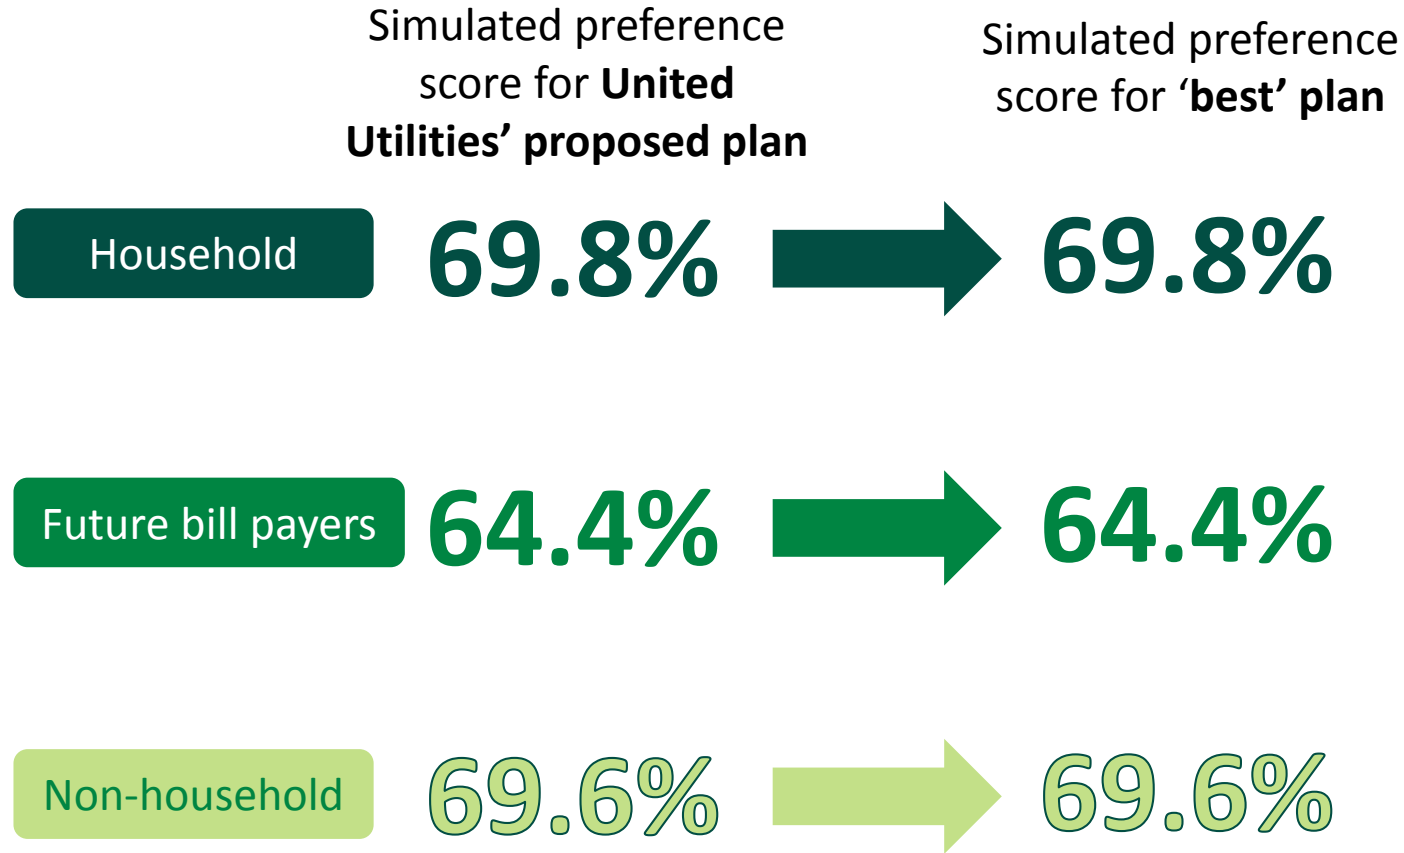 Simulated preference
score for United
Utilities’ proposed plan
Simulated preference
score for ‘best’ plan
Household 69.8% 69.8%
Future bill payers 64.4% 64.4%
Non-household 69.6% 69.6%